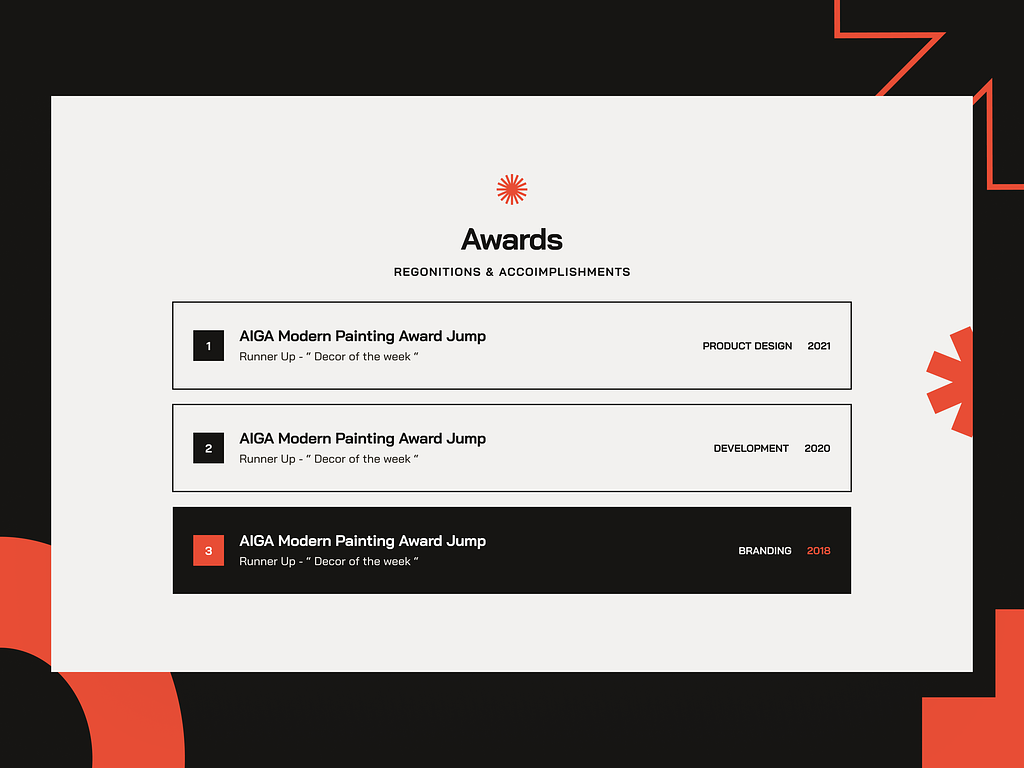 Awards
REGONITIONS & ACCOIMPLISHMENTS
1
AIGA Modern Painting Award Jump
Runner Up - “ Decor of the week “
PRODUCT DESIGN 2021
2
AIGA Modern Painting Award Jump
Runner Up - “ Decor of the week “
DEVELOPMENT 2020
3
AIGA Modern Painting Award Jump
Runner Up - “ Decor of the week “
BRANDING 2018